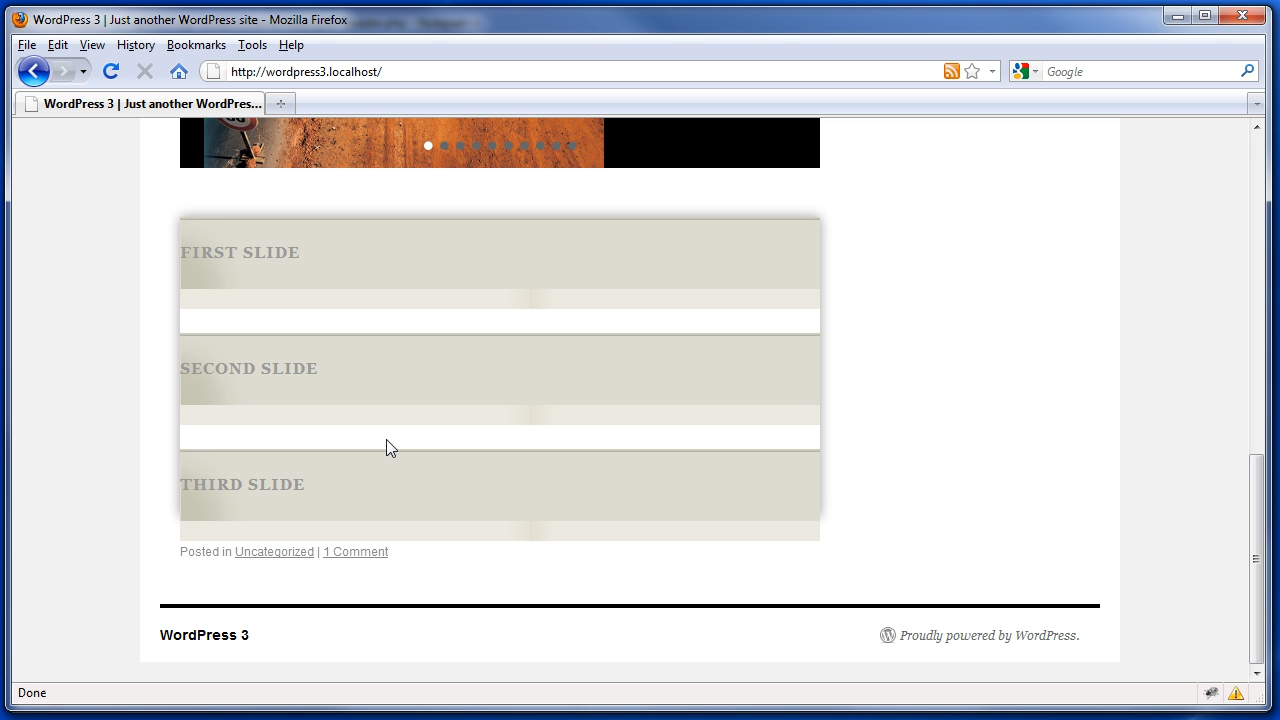 WordPress 3 | Just another WordPress site - Mozilla Firefox
File Edit View History Bookmarks Tools Help
http://wordpress3.localhost/
Google
WordPress 3 | Just another WordPres...
FIRST SLIDE
SECOND SLIDE
THIRD SLIDE
Posted in Uncategorized | 1 Comment
WordPress 3
Proudly powered by WordPress.
Done